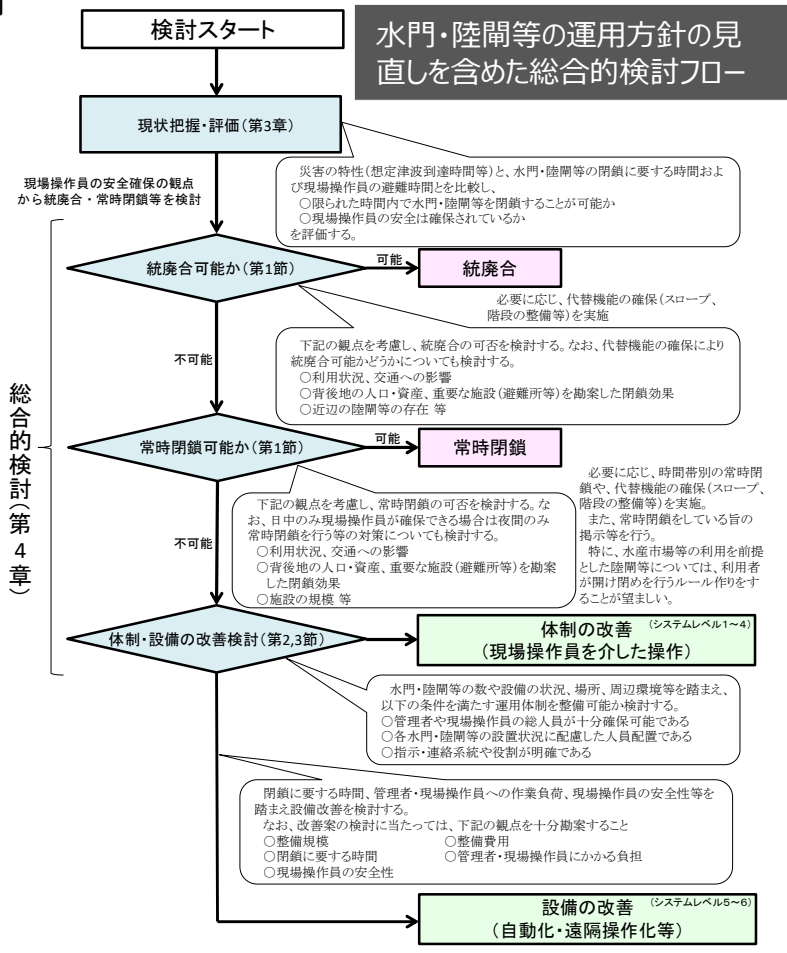 検討スタート
水門・陸閘等の運用方針の見
直しを含めた総合的検討フロー
現状把握・評価(第3章)
災害の特性(想定津波到達時間等)と、水門・陸閘等の閉鎖に要する時間およ
び現場操作員の避難時間とを比較し、
○限られた時間内で水門・陸閘等を閉鎖することが可能か
○現場操作員の安全は確保されているか
を評価する。
現場操作員の安全確保の観点
から統廃合・常時閉鎖等を検討
統廃合可能か(第1節)
可能
統廃合
必要に応じ、代替機能の確保(スロープ、
階段の整備等)を実施
下記の観点を考慮し、統廃合の可否を検討する。なお、代替機能の確保により
統廃合可能かどうかについても検討する。
○利用状況、交通への影響
○背後地の人口・資産、重要な施設(避難所等)を勘案した閉鎖効果
○近辺の陸閘等の存在 等
不可能
総合的検討(第4章)
常時閉鎖可能か(第1節)
可能
常時閉鎖
必要に応じ、時間帯別の常時閉
鎖や、代替機能の確保(スロープ、
階段の整備等)を実施。
また、常時閉鎖をしている旨の
掲示等を行う。
特に、水産市場等の利用を前提
とした陸閘等については、利用者
が開け閉めを行うルール作りをす
ることが望ましい。
下記の観点を考慮し、常時閉鎖の可否を検討する。な
お、日中のみ現場操作員が確保できる場合は夜間のみ
常時閉鎖を行う等の対策についても検討する。
○利用状況、交通への影響
○背後地の人口・資産、重要な施設(避難所等)を勘案
した閉鎖効果
○施設の規模 等
不可能
体制・設備の改善検討(第2,3節)
体制の改善 (システムレベル1~4)
(現場操作員を介した操作)
水門・陸閘等の数や設備の状況、場所、周辺環境等を踏まえ、
以下の条件を満たす運用体制を整備可能か検討する。
○管理者や現場操作員の総人員が十分確保可能である
○各水門・陸閘等の設置状況に配慮した人員配置である
○指示・連絡系統や役割が明確である
閉鎖に要する時間、管理者・現場操作員への作業負荷、現場操作員の安全性等を
踏まえ設備改善を検討する。
なお、改善案の検討に当たっては、下記の観点を十分勘案すること
○整備規模 ○整備費用
○閉鎖に要する時間 ○管理者・現場操作員にかかる負担
○現場操作員の安全性
設備の改善 (システムレベル5~6)
(自動化・遠隔操作化等)